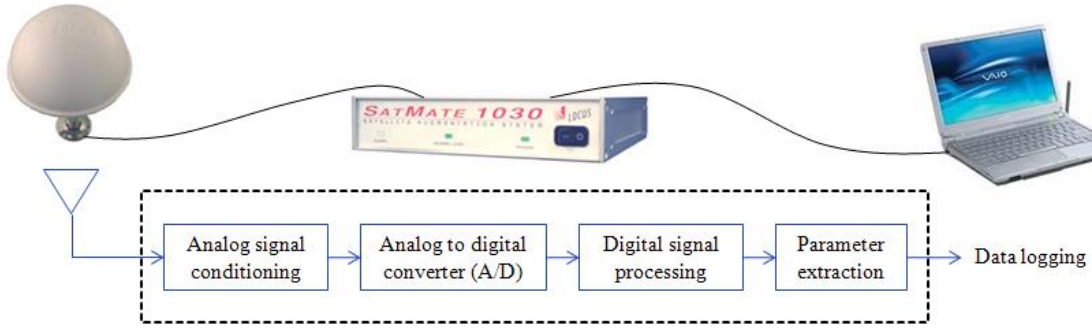 VAIO
SATMATE 1030
LOCUS
SATELLITE AUGMENTATION SYSTEM
POWER
Analog signal
conditioning
Analog to digital
converter (A/D)
Digital signal
processing
Parameter
extraction
Data logging